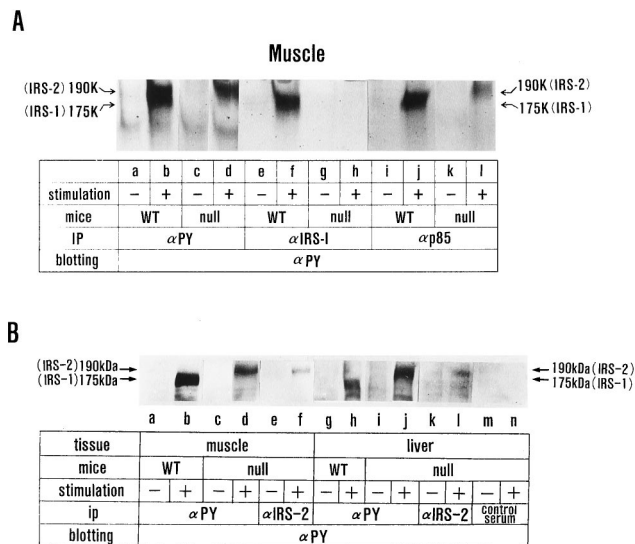 A
Muscle
(IRS-2) 190K
(IRS-1) 175K
190K (IRS-2)
175K (IRS-1)
a b c d e f g h i j k l
stimulation − + − + − + − + − + − +
mice WT null WT null WT null
IP αPY αIRS-I αp85
blotting αPY
B
(IRS-2) 190kDa
(IRS-1) 175kDa
190kDa (IRS-2)
175kDa (IRS-1)
a b c d e f g h i j k l m n
tissue muscle liver
mice WT null WT null
stimulation − + − + − + − + − + − + − +
ip αPY αIRS-2 αPY αIRS-2 control serum
blotting αPY